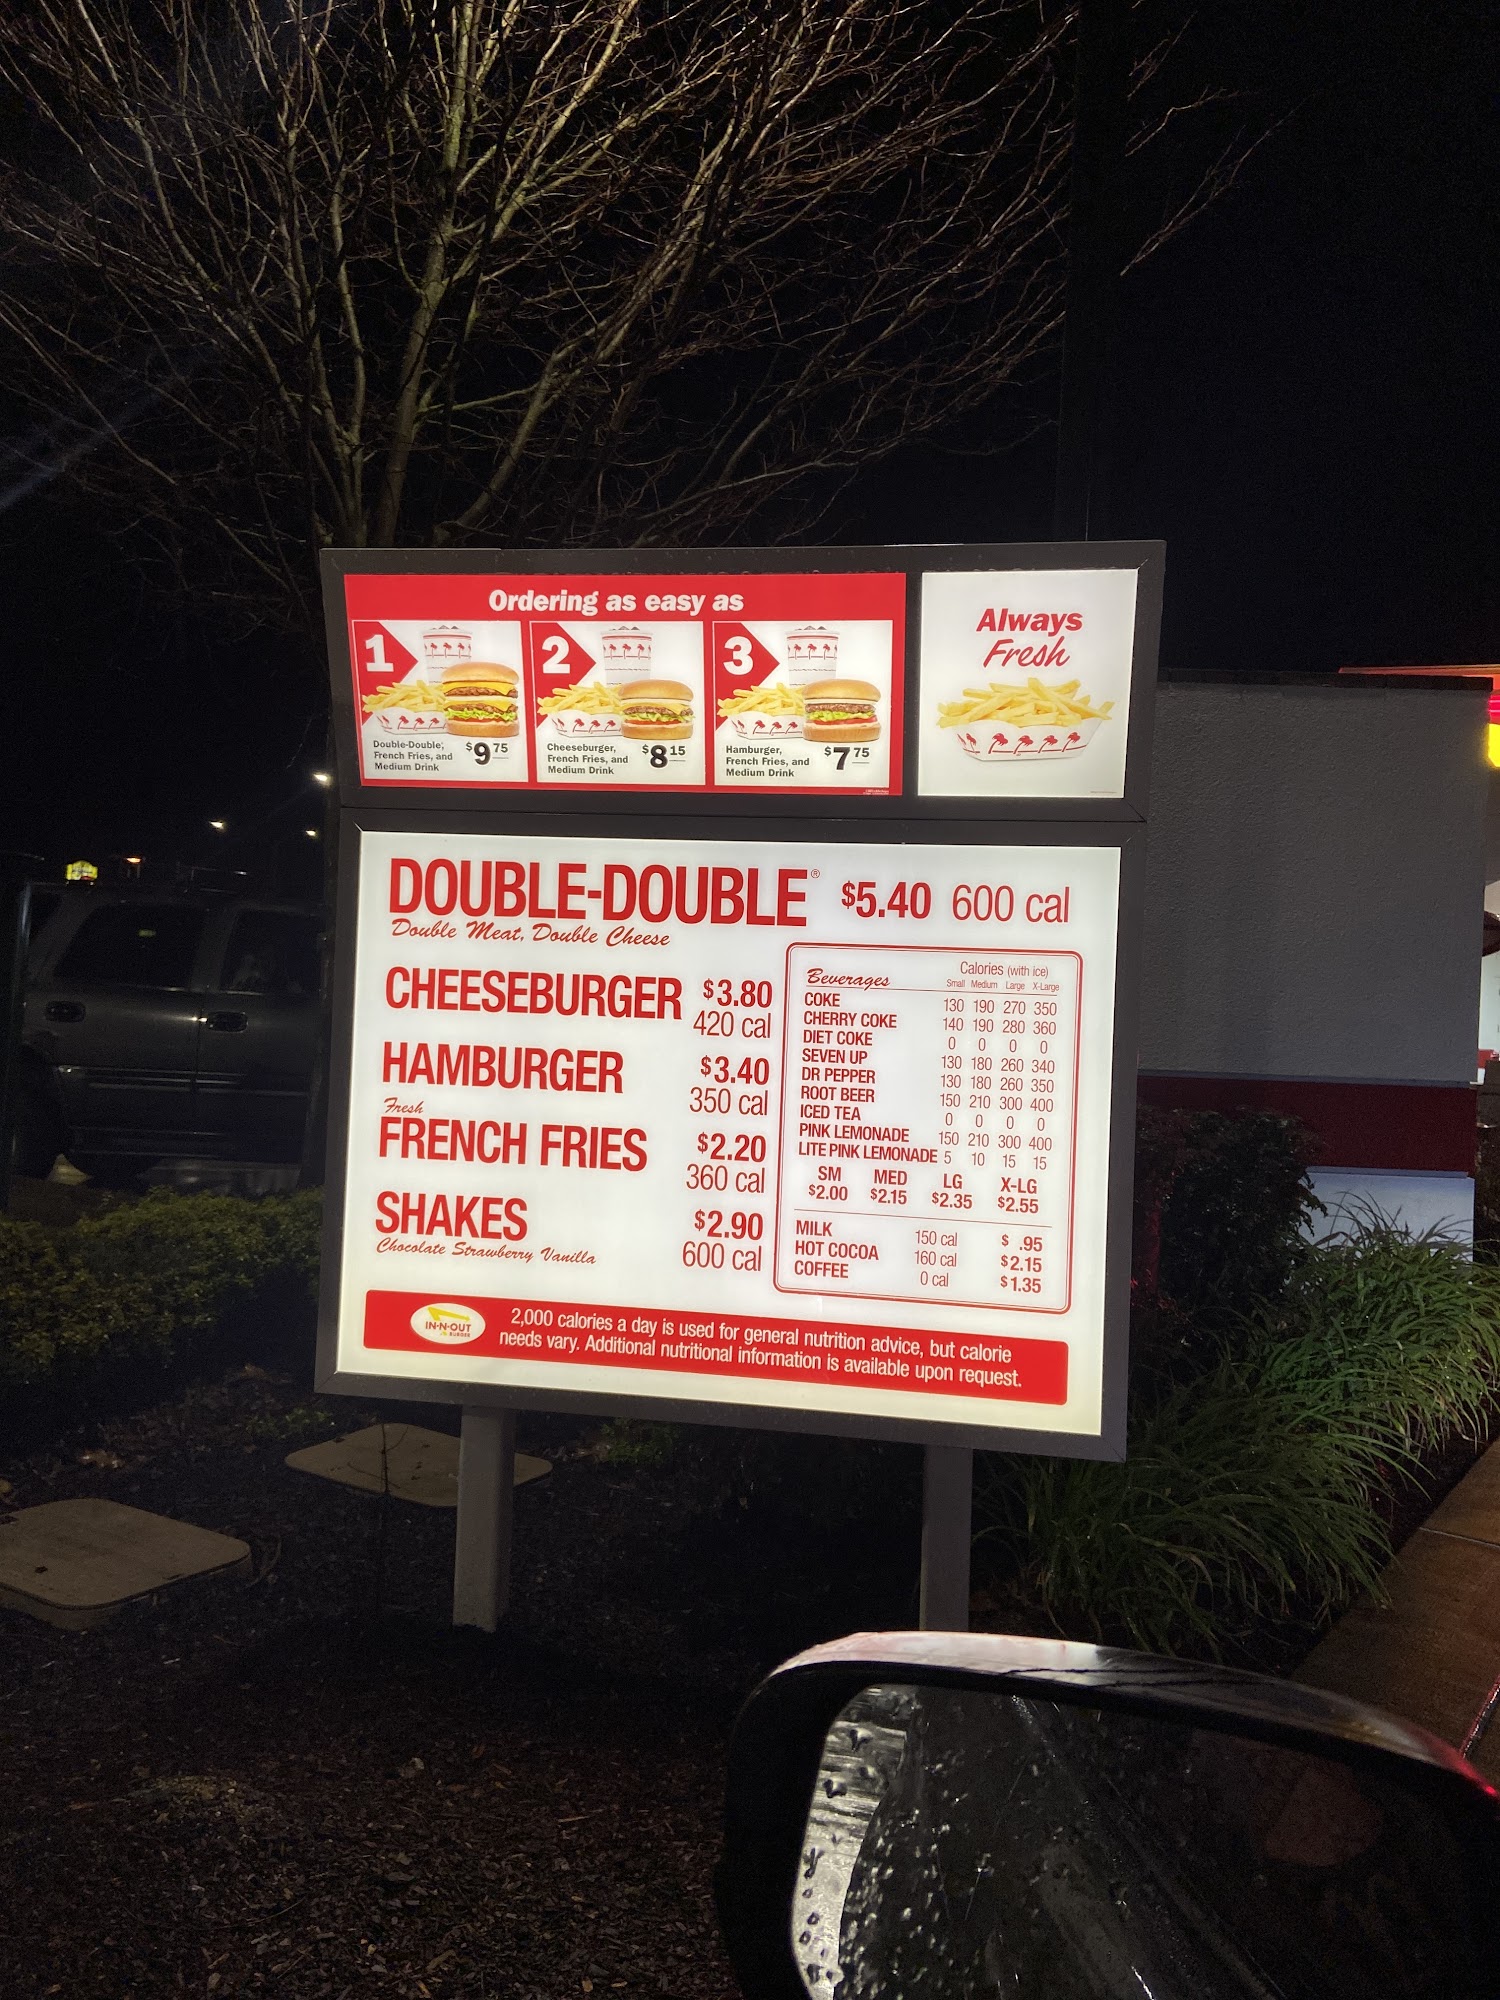 Ordering as easy as
1
Double-Double,
French Fries, and
Medium Drink
$9 75
2
Cheeseburger,
French Fries, and
Medium Drink
$8 15
3
Hamburger,
French Fries, and
Medium Drink
$7 75
Always
Fresh
DOUBLE-DOUBLE® $5.40 600 cal
Double Meat, Double Cheese
CHEESEBURGER $3.80
420 cal
HAMBURGER $3.40
350 cal
Fresh
FRENCH FRIES $2.20
360 cal
SHAKES $2.90
Chocolate Strawberry Vanilla 600 cal
Beverages Calories (with ice)
Small Medium Large X-Large
COKE 130 190 270 350
CHERRY COKE 140 190 280 360
DIET COKE 0 0 0 0
SEVEN UP 130 180 260 340
DR PEPPER 130 180 260 350
ROOT BEER 150 210 300 400
ICED TEA 0 0 0 0
PINK LEMONADE 150 210 300 400
LITE PINK LEMONADE 5 10 15 15
SM MED LG X-LG
$2.00 $2.15 $2.35 $2.55
MILK 150 cal $ .95
HOT COCOA 160 cal $2.15
COFFEE 0 cal $1.35
IN-N-OUT
BURGER
2,000 calories a day is used for general nutrition advice, but calorie
needs vary. Additional nutritional information is available upon request.